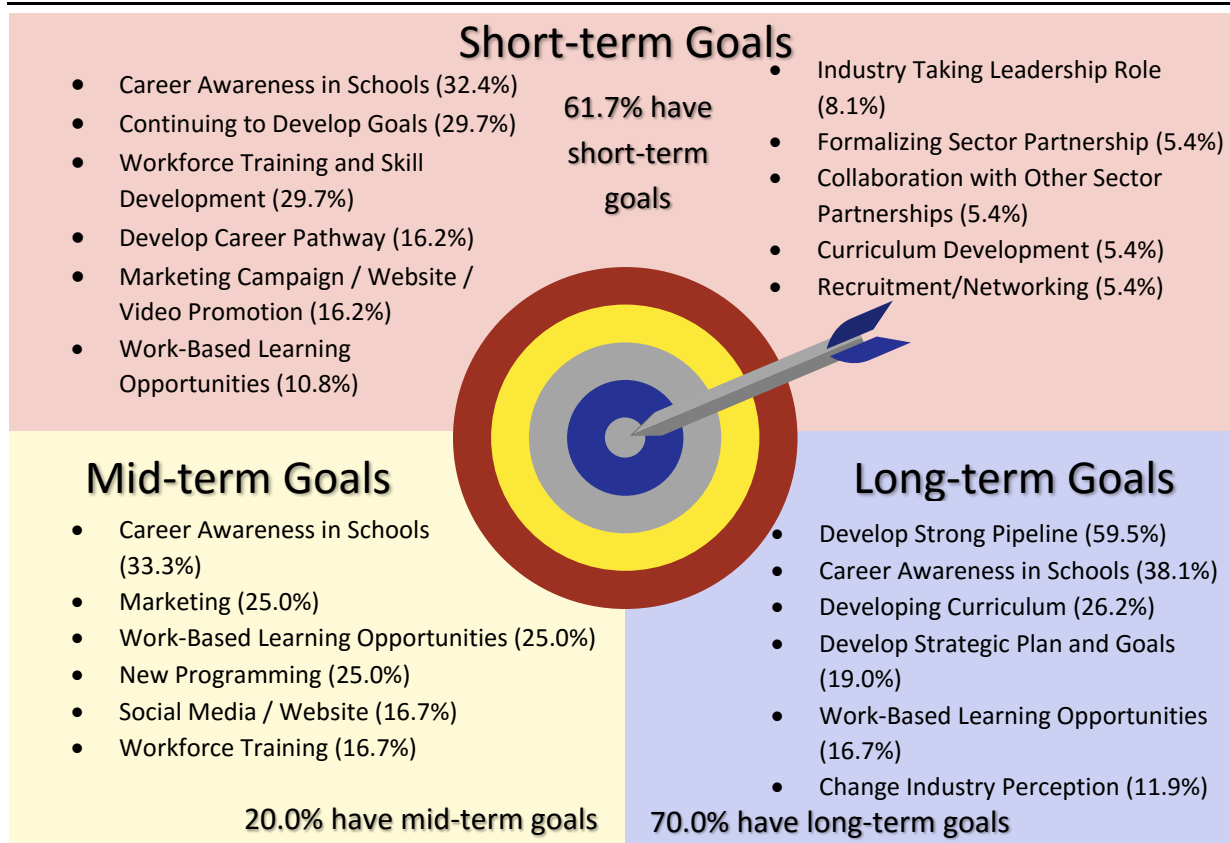 Short-term Goals
• Career Awareness in Schools (32.4%)
• Continuing to Develop Goals (29.7%)
• Workforce Training and Skill
Development (29.7%)
• Develop Career Pathway (16.2%)
• Marketing Campaign / Website /
Video Promotion (16.2%)
• Work-Based Learning
Opportunities (10.8%)
61.7% have
short-term
goals
• Industry Taking Leadership Role
(8.1%)
• Formalizing Sector Partnership (5.4%)
• Collaboration with Other Sector
Partnerships (5.4%)
• Curriculum Development (5.4%)
• Recruitment/Networking (5.4%)
Mid-term Goals
• Career Awareness in Schools
(33.3%)
• Marketing (25.0%)
• Work-Based Learning Opportunities (25.0%)
• New Programming (25.0%)
• Social Media / Website (16.7%)
• Workforce Training (16.7%)
20.0% have mid-term goals
Long-term Goals
• Develop Strong Pipeline (59.5%)
• Career Awareness in Schools (38.1%)
• Developing Curriculum (26.2%)
• Develop Strategic Plan and Goals
(19.0%)
• Work-Based Learning Opportunities
(16.7%)
• Change Industry Perception (11.9%)
70.0% have long-term goals